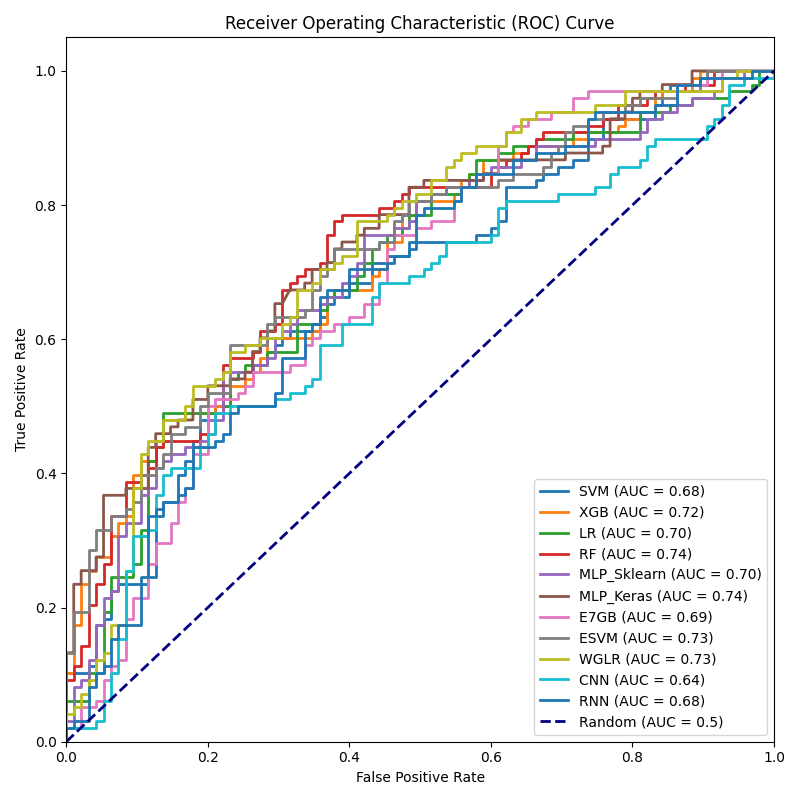 Receiver Operating Characteristic (ROC) Curve
True Positive Rate
1.0
0.8
0.6
0.4
0.2
0.0
0.0 0.2 0.4 0.6 0.8 1.0
False Positive Rate
SVM (AUC = 0.68)
XGB (AUC = 0.72)
LR (AUC = 0.70)
RF (AUC = 0.74)
MLP_Sklearn (AUC = 0.70)
MLP_Keras (AUC = 0.74)
E7GB (AUC = 0.69)
ESVM (AUC = 0.73)
WGLR (AUC = 0.73)
CNN (AUC = 0.64)
RNN (AUC = 0.68)
Random (AUC = 0.5)